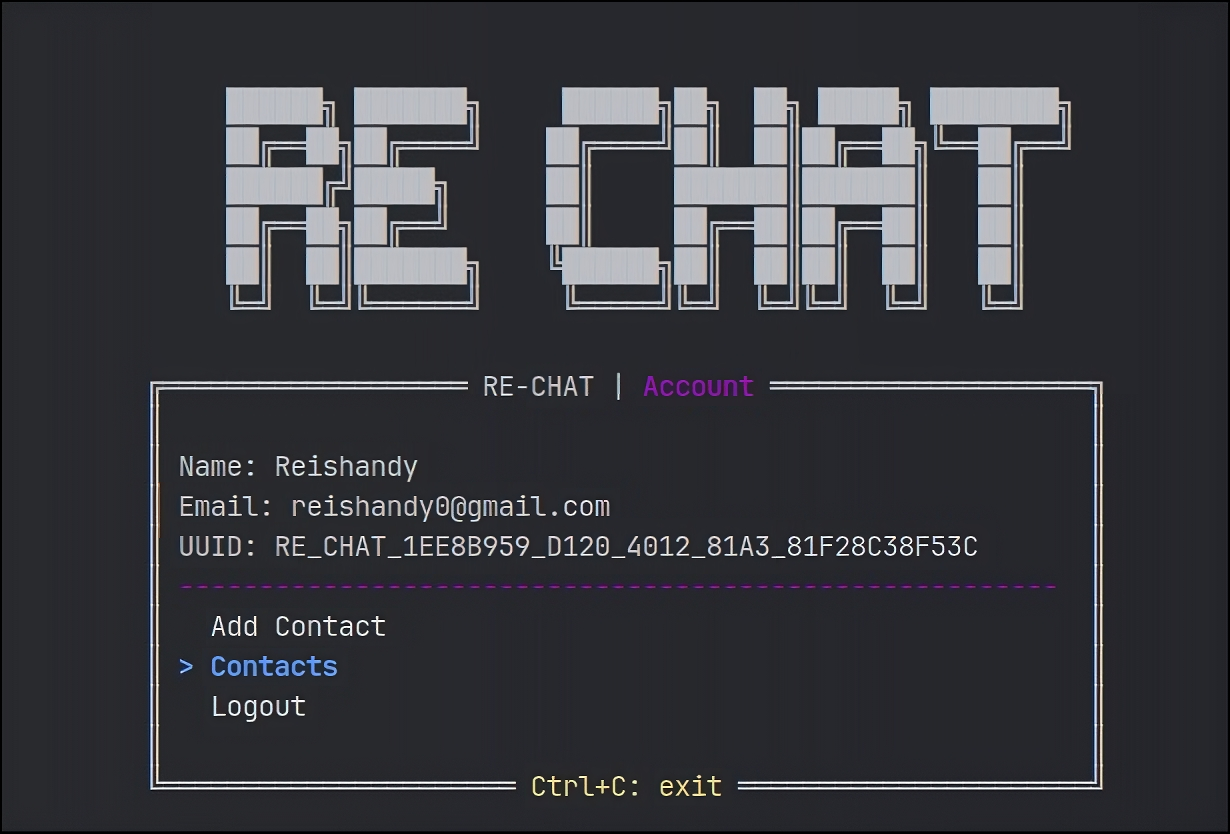 RE CHAT
RE-CHAT | Account
Name: Reishandy
Email: reishandy0@gmail.com
UUID: RE_CHAT_1EE8B959_D120_4012_81A3_81F28C38F53C
-------------------------------------------------------
Add Contact
> Contacts
Logout
Ctrl+C: exit